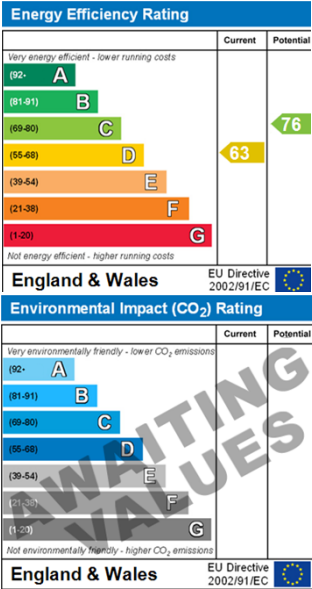 Energy Efficiency Rating
Current Potential
Very energy efficient - lower running costs
(92- A
(81-91) B
(69-80) C
76
(55-68) D
63
(39-54) E
(21-38) F
(1-20) G
Not energy efficient - higher running costs
England & Wales
EU Directive
2002/91/EC
Environmental Impact (CO2) Rating
Current Potential
Very environmentally friendly - lower CO2 emissions
(92- A
(81-91) B
(69-80) C
(55-68) D
(39-54) E
(21-38) F
(1-20) G
AWAITING
VALUES
Not environmentally friendly - higher CO2 emissions
England & Wales
EU Directive
2002/91/EC